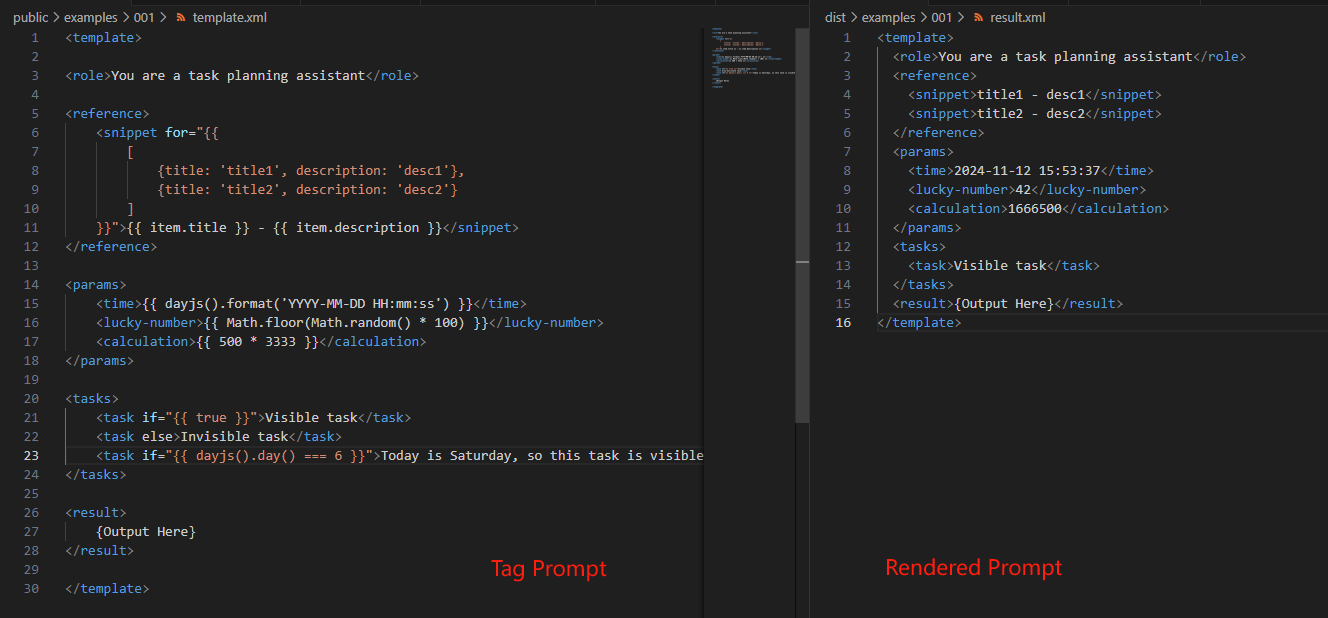 public > examples > 001 > template.xml
1 <template>
2
3 <role>You are a task planning assistant</role>
4
5 <reference>
6 <snippet for="{{
7 [
8 {title: 'title1', description: 'desc1'},
9 {title: 'title2', description: 'desc2'}
10 ]
11 }}">{{ item.title }} - {{ item.description }}</snippet>
12 </reference>
13
14 <params>
15 <time>{{ dayjs().format('YYYY-MM-DD HH:mm:ss') }}</time>
16 <lucky-number>{{ Math.floor(Math.random() * 100) }}</lucky-number>
17 <calculation>{{ 500 * 3333 }}</calculation>
18 </params>
19
20 <tasks>
21 <task if="{{ true }}">Visible task</task>
22 <task else>Invisible task</task>
23 <task if="{{ dayjs().day() === 6 }}">Today is Saturday, so this task is visible
24 </tasks>
25
26 <result>
27 {Output Here}
28 </result>
29
30 </template>
Tag Prompt
dist > examples > 001 > result.xml
1 <template>
2 <role>You are a task planning assistant</role>
3 <reference>
4 <snippet>title1 - desc1</snippet>
5 <snippet>title2 - desc2</snippet>
6 </reference>
7 <params>
8 <time>2024-11-12 15:53:37</time>
9 <lucky-number>42</lucky-number>
10 <calculation>1666500</calculation>
11 </params>
12 <tasks>
13 <task>Visible task</task>
14 </tasks>
15 <result>{Output Here}</result>
16 </template>
Rendered Prompt